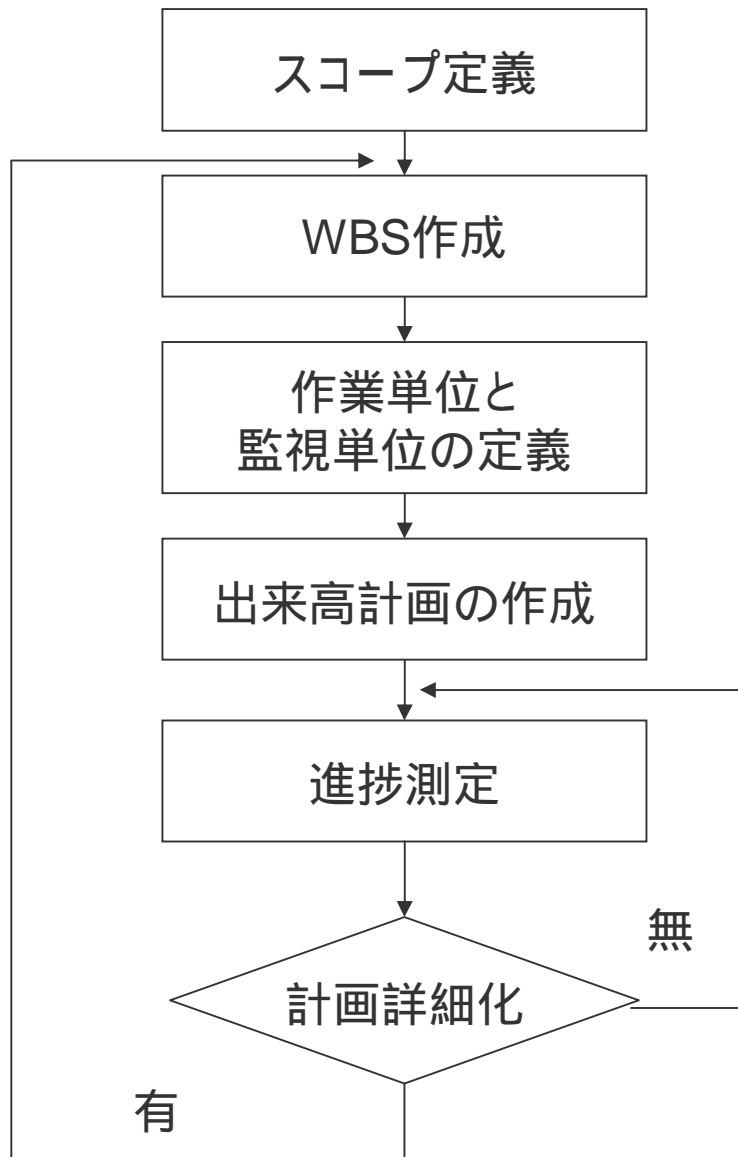 スコープ定義
WBS作成
作業単位と
監視単位の定義
出来高計画の作成
進捗測定
無
計画詳細化
有